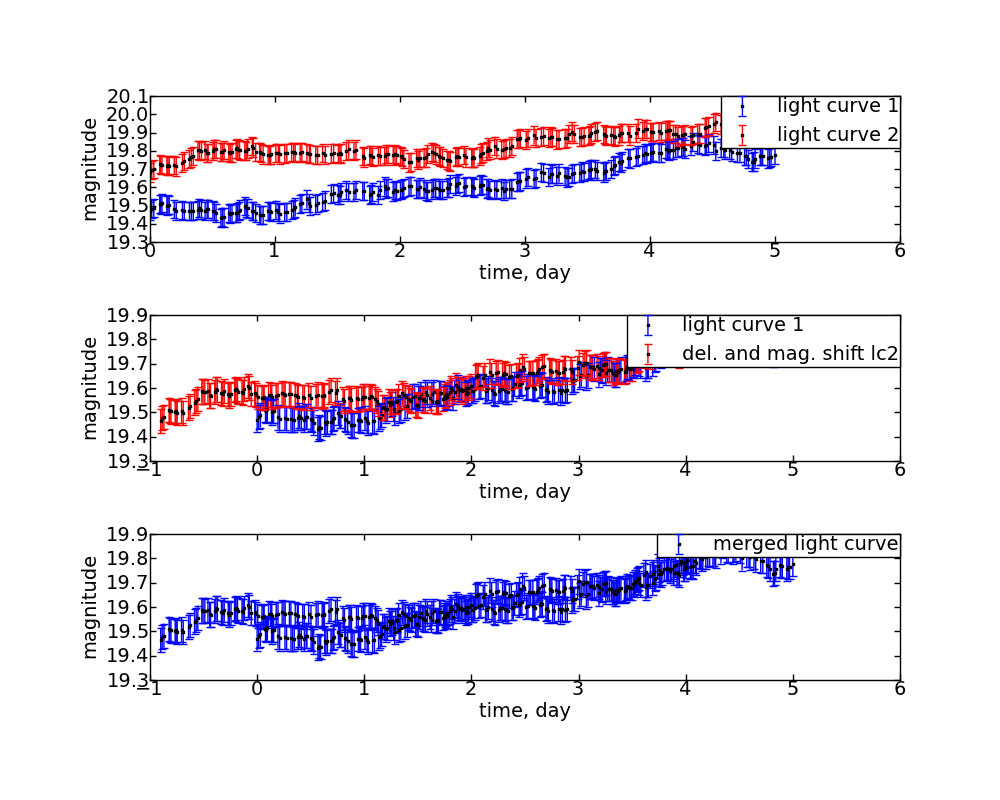 20.1
20.0
19.9
19.8
19.7
19.6
19.5
19.4
19.3
magnitude
light curve 1
light curve 2
0 1 2 3 4 5 6
time, day
19.9
19.8
19.7
19.6
19.5
19.4
19.3
magnitude
light curve 1
del. and mag. shift lc2
−1 0 1 2 3 4 5 6
time, day
19.9
19.8
19.7
19.6
19.5
19.4
19.3
magnitude
merged light curve
−1 0 1 2 3 4 5 6
time, day